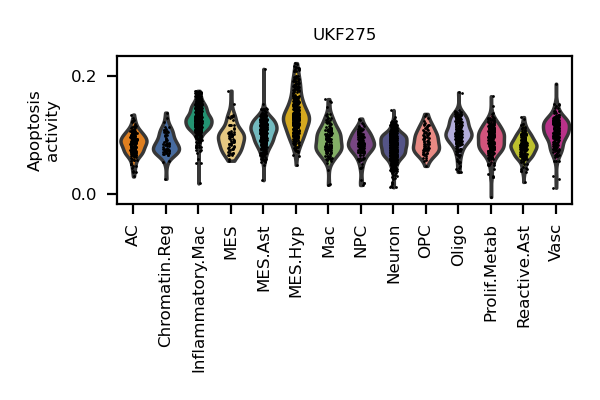 UKF275
Apoptosis
activity
0.2
0.0
AC
Chromatin.Reg
Inflammatory.Mac
MES
MES.Ast
MES.Hyp
Mac
NPC
Neuron
OPC
Oligo
Prolif.Metab
Reactive.Ast
Vasc